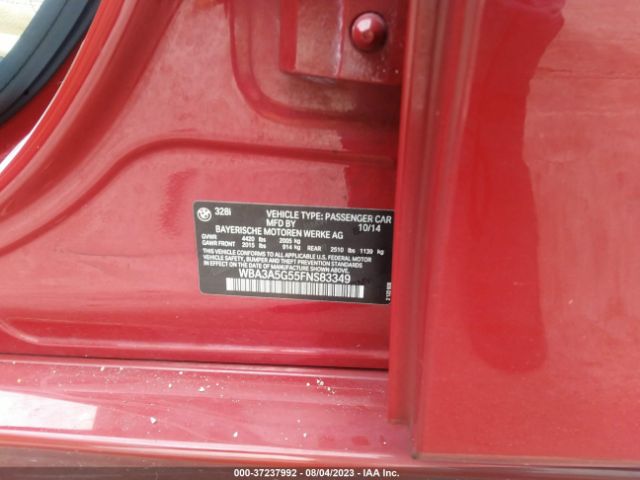 328i
VEHICLE TYPE: PASSENGER CAR
MFD BY 10/14
BAYERISCHE MOTOREN WERKE AG
GVWR 4420 lbs 2005 kg
GAWR FRONT 2015 lbs 914 kg REAR 2510 lbs 1139 kg
THIS VEHICLE CONFORMS TO ALL APPLICABLE FEDERAL MOTOR
VEHICLE SAFETY, BUMPER, AND THEFT PREVENTION STANDARDS
IN EFFECT ON THE DATE OF MANUFACTURE SHOWN ABOVE.
WBA3A5G55FNS83349
000-37237992 - 08/04/2023 - IAA Inc.